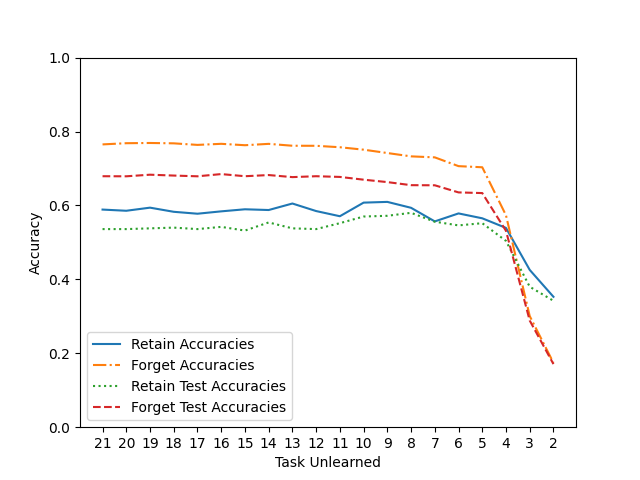 1.0
0.8
0.6
0.4
0.2
0.0
Accuracy
Retain Accuracies
Forget Accuracies
Retain Test Accuracies
Forget Test Accuracies
21 20 19 18 17 16 15 14 13 12 11 10 9 8 7 6 5 4 3 2
Task Unlearned